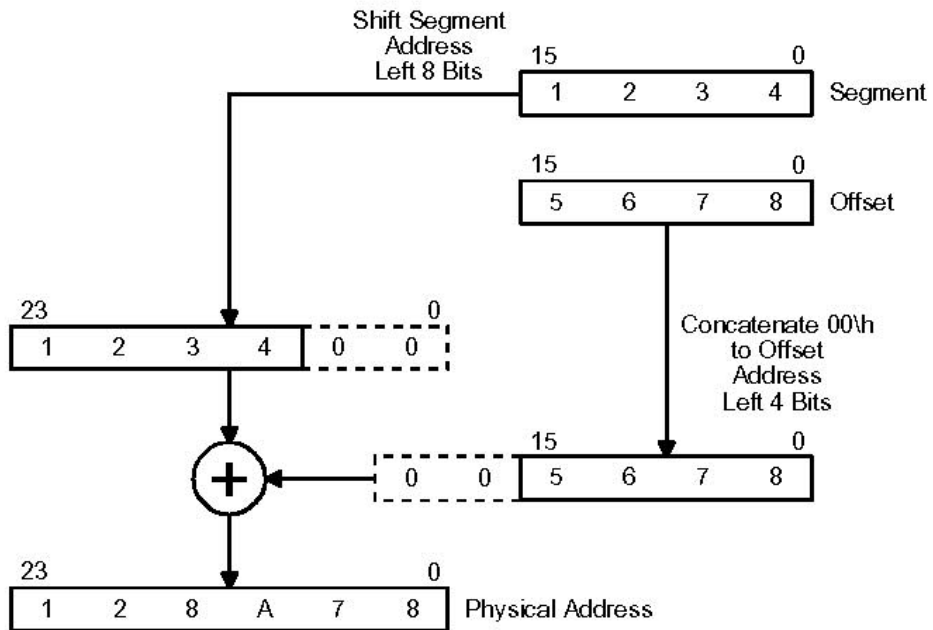 Shift Segment
Address
Left 8 Bits
15 0
1 2 3 4 Segment
15 0
5 6 7 8 Offset
23 0
1 2 3 4 0 0
Concatenate 00\h
to Offset
Address
Left 4 Bits
15 0
0 0 5 6 7 8
+
23 0
1 2 8 A 7 8 Physical Address